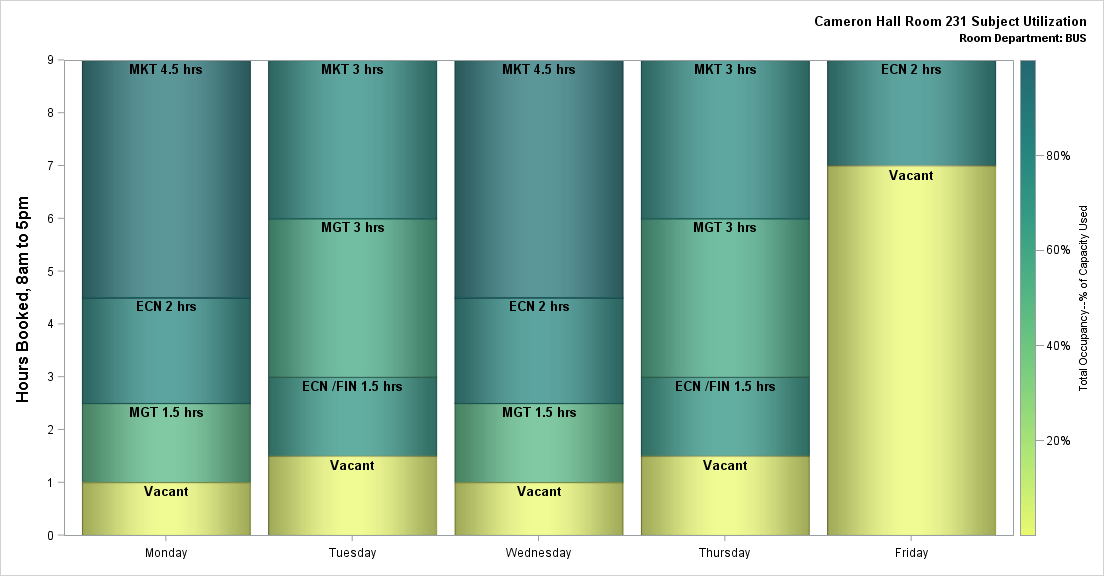 Cameron Hall Room 231 Subject Utilization
Room Department: BUS
Hours Booked, 8am to 5pm
9
8
7
6
5
4
3
2
1
0
MKT 4.5 hrs
ECN 2 hrs
MGT 1.5 hrs
Vacant
MKT 3 hrs
MGT 3 hrs
ECN /FIN 1.5 hrs
Vacant
MKT 4.5 hrs
ECN 2 hrs
MGT 1.5 hrs
Vacant
MKT 3 hrs
MGT 3 hrs
ECN /FIN 1.5 hrs
Vacant
ECN 2 hrs
Vacant
Monday
Tuesday
Wednesday
Thursday
Friday
80%
60%
40%
20%
Total Occupancy--% of Capacity Used